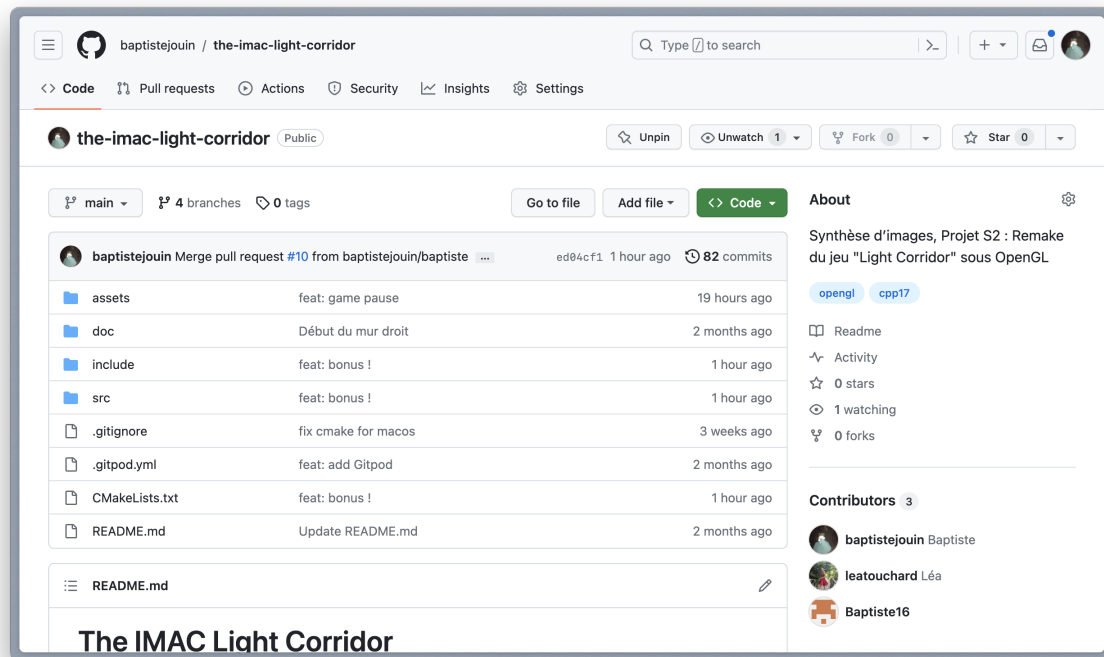 baptistejouin / the-imac-light-corridor
Type / to search
Code Pull requests Actions Security Insights Settings
the-imac-light-corridor Public
Unpin Unwatch 1 Fork 0 Star 0
main 4 branches 0 tags Go to file Add file Code
baptistejouin Merge pull request #10 from baptistejouin/baptiste ... ed04cf1 1 hour ago 82 commits
assets feat: game pause 19 hours ago
doc Début du mur droit 2 months ago
include feat: bonus ! 1 hour ago
src feat: bonus ! 1 hour ago
.gitignore fix cmake for macos 3 weeks ago
.gitpod.yml feat: add Gitpod 2 months ago
CMakeLists.txt feat: bonus ! 1 hour ago
README.md Update README.md 2 months ago
README.md
The IMAC Light Corridor
About
Synthèse d'images, Projet S2 : Remake
du jeu "Light Corridor" sous OpenGL
opengl cpp17
Readme
Activity
0 stars
1 watching
0 forks
Contributors 3
baptistejouin Baptiste
leatouchard Léa
Baptiste16